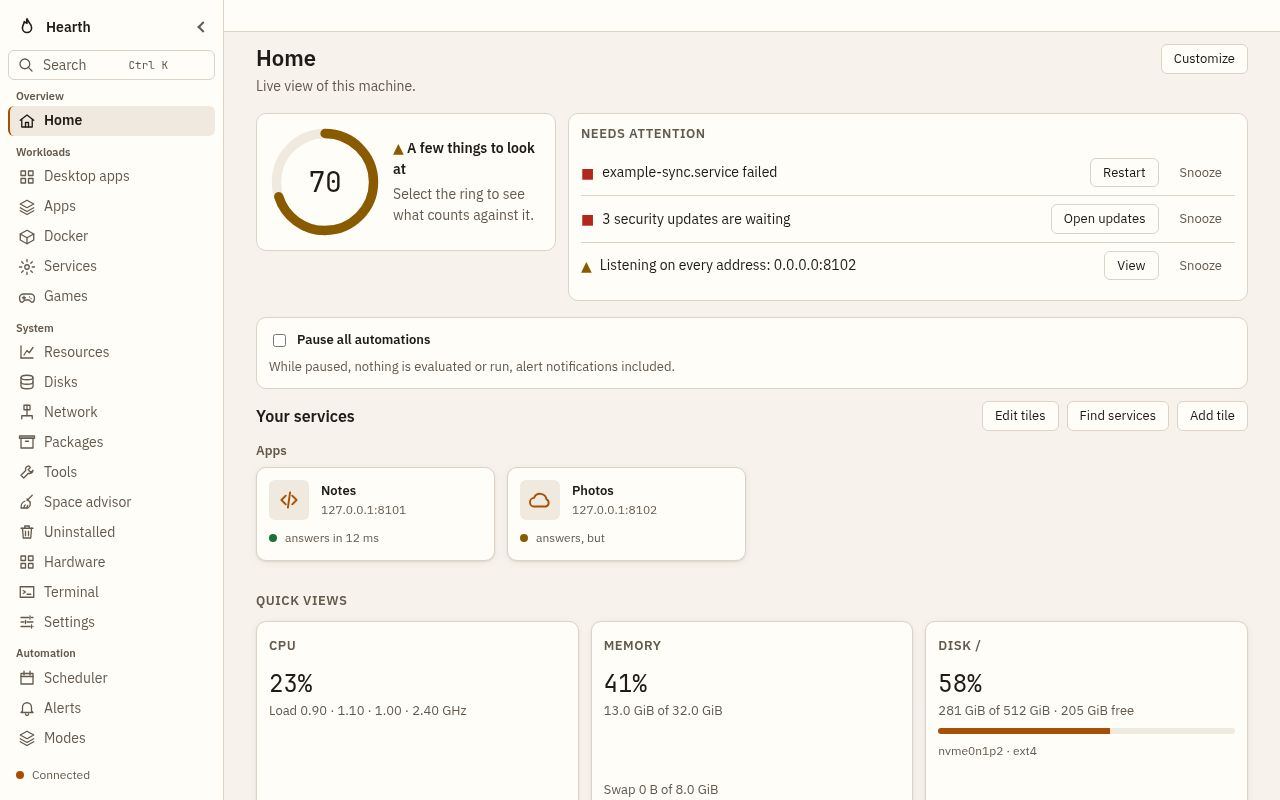 Hearth
Search Ctrl K
Overview
Home
Workloads
Desktop apps
Apps
Docker
Services
Games
System
Resources
Disks
Network
Packages
Tools
Space advisor
Uninstalled
Hardware
Terminal
Settings
Automation
Scheduler
Alerts
Modes
Connected
Home
Customize
Live view of this machine.
70
A few things to look
at
Select the ring to see
what counts against it.
NEEDS ATTENTION
example-sync.service failed Restart Snooze
3 security updates are waiting Open updates Snooze
Listening on every address: 0.0.0.0:8102 View Snooze
Pause all automations
While paused, nothing is evaluated or run, alert notifications included.
Your services Edit tiles Find services Add tile
Apps
Notes
127.0.0.1:8101
answers in 12 ms
Photos
127.0.0.1:8102
answers, but
QUICK VIEWS
CPU
23%
Load 0.90 · 1.10 · 1.00 · 2.40 GHz
MEMORY
41%
13.0 GiB of 32.0 GiB
Swap 0 B of 8.0 GiB
DISK /
58%
281 GiB of 512 GiB · 205 GiB free
nvme0n1p2 · ext4